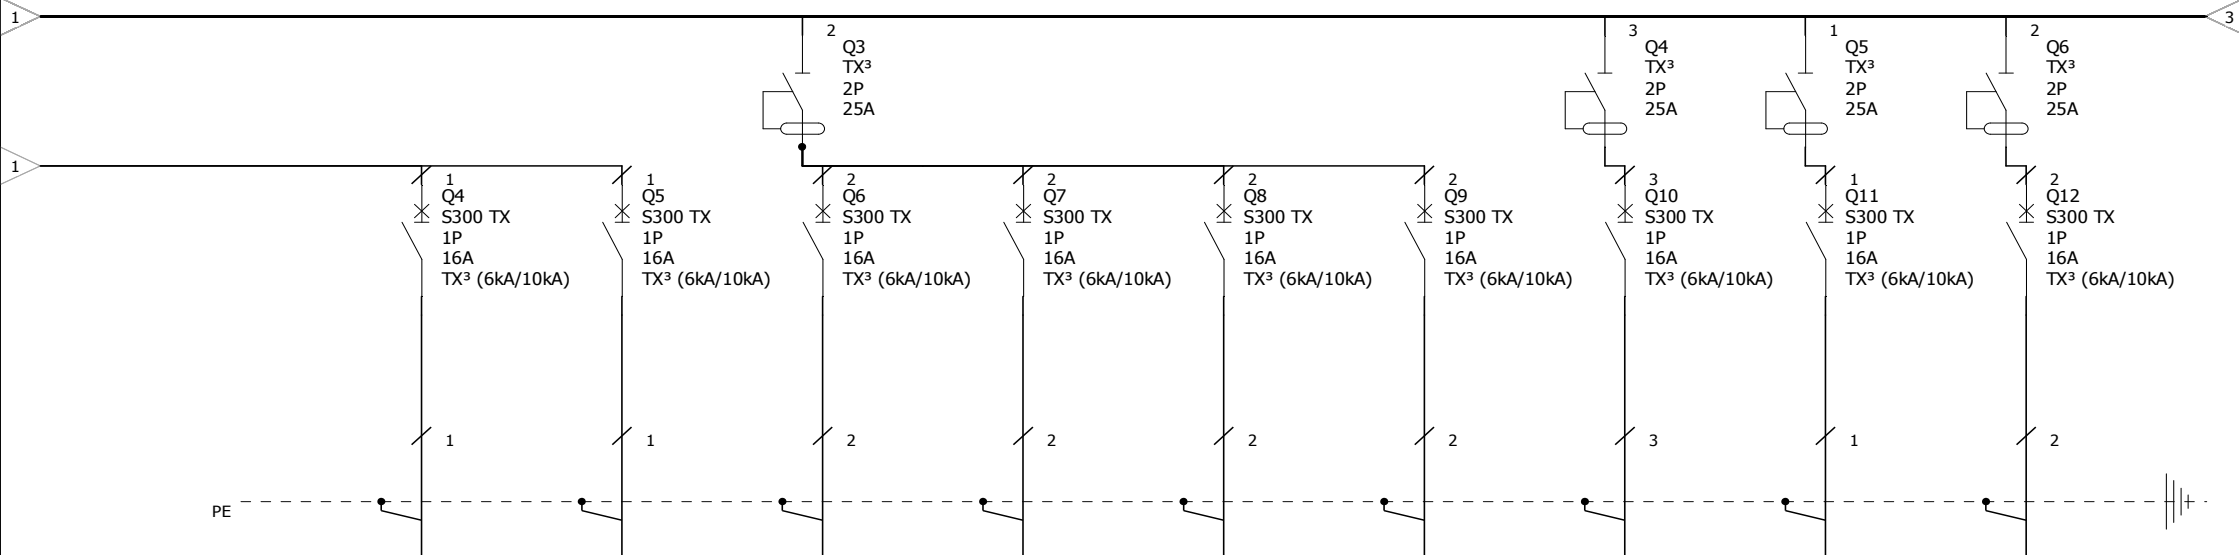 1
3
2
Q3
TX³
2P
25A
3
Q4
TX³
2P
25A
1
Q5
TX³
2P
25A
2
Q6
TX³
2P
25A
1
1
Q4
S300 TX
1P
16A
TX³ (6kA/10kA)
1
Q5
S300 TX
1P
16A
TX³ (6kA/10kA)
2
Q6
S300 TX
1P
16A
TX³ (6kA/10kA)
2
Q7
S300 TX
1P
16A
TX³ (6kA/10kA)
2
Q8
S300 TX
1P
16A
TX³ (6kA/10kA)
2
Q9
S300 TX
1P
16A
TX³ (6kA/10kA)
3
Q10
S300 TX
1P
16A
TX³ (6kA/10kA)
1
Q11
S300 TX
1P
16A
TX³ (6kA/10kA)
2
Q12
S300 TX
1P
16A
TX³ (6kA/10kA)
1
1
2
2
2
2
3
1
2
PE